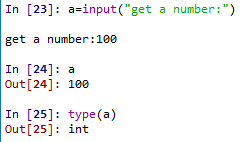 In [23]: a=input("get a number:")
get a number:100
In [24]: a
Out[24]: 100
In [25]: type(a)
Out[25]: int